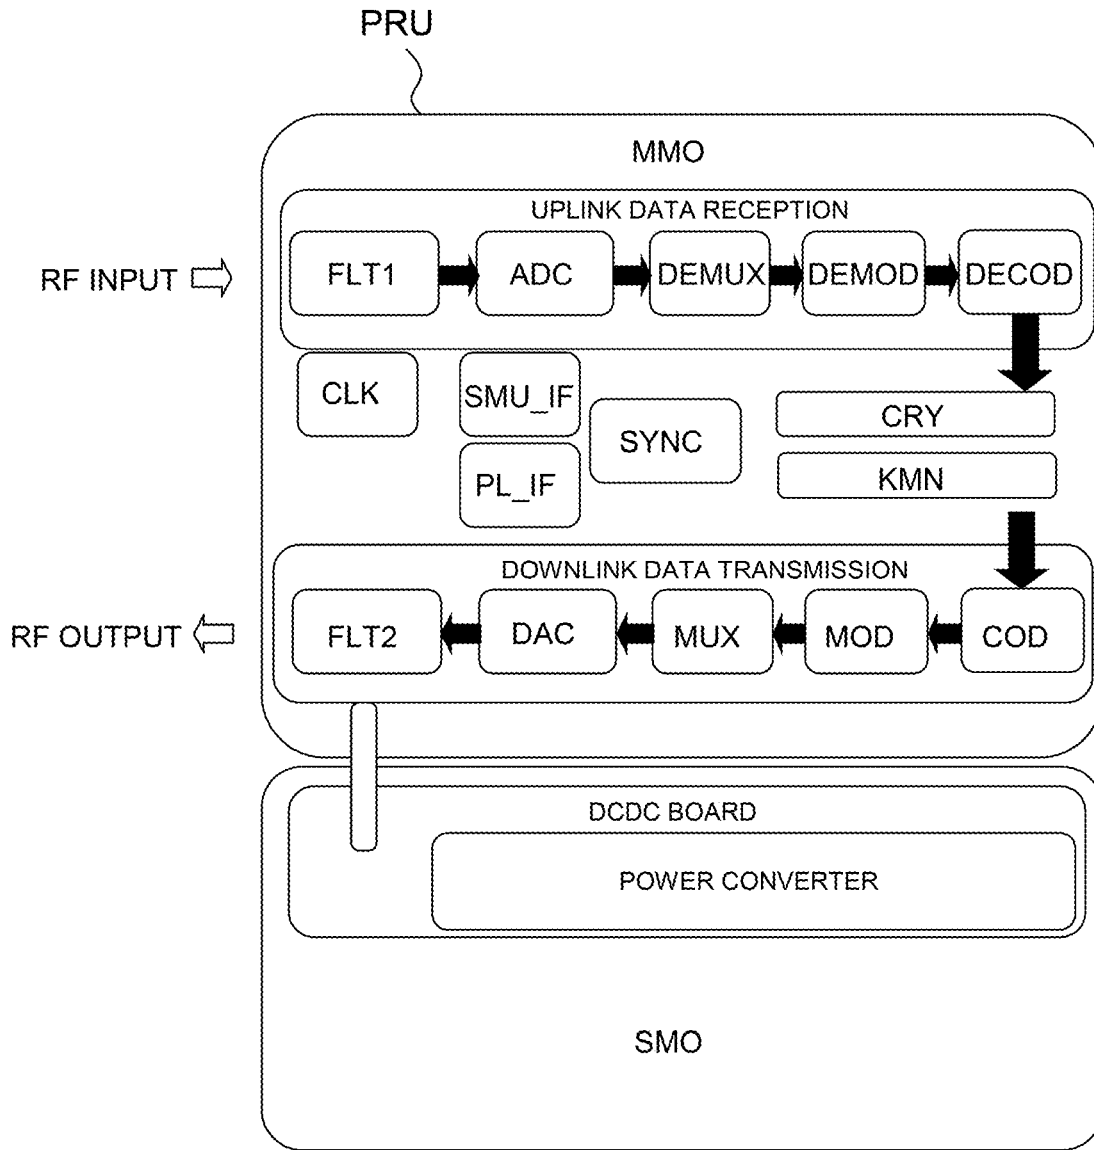 PRU
MMO
UPLINK DATA RECEPTION
RF INPUT
FLT1
ADC
DEMUX
DEMOD
DECOD
CLK
SMU_IF
SYNC
CRY
PL_IF
KMN
DOWNLINK DATA TRANSMISSION
RF OUTPUT
FLT2
DAC
MUX
MOD
COD
DCDC BOARD
POWER CONVERTER
SMO